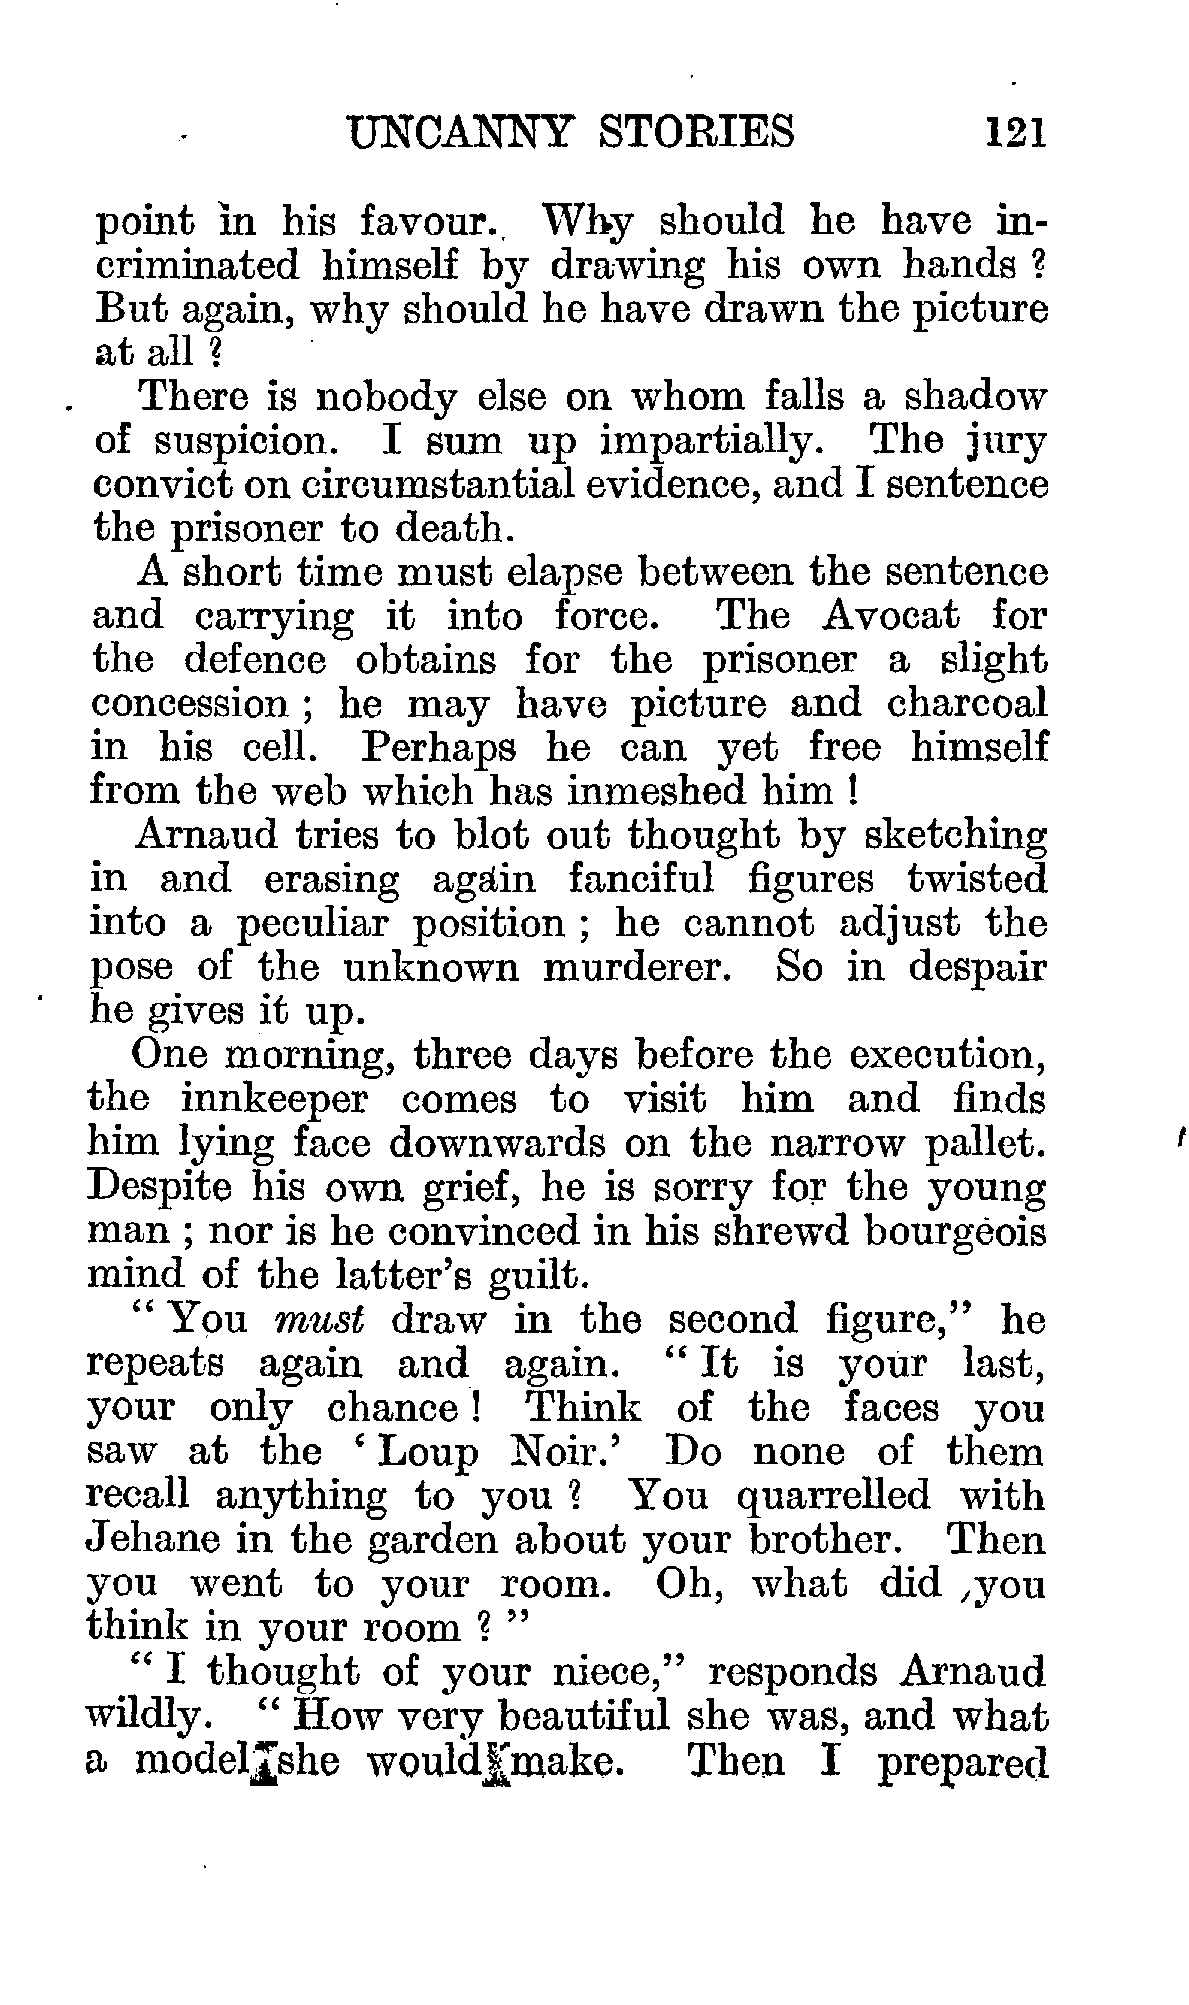 UNCANNY STORIES 121
point in his favour. Why should he have in-
criminated himself by drawing his own hands ?
But again, why should he have drawn the picture
at all ?
There is nobody else on whom falls a shadow
of suspicion. I sum up impartially. The jury
convict on circumstantial evidence, and I sentence
the prisoner to death.
A short time must elapse between the sentence
and carrying it into force. The Avocat for
the defence obtains for the prisoner a slight
concession ; he may have picture and charcoal
in his cell. Perhaps he can yet free himself
from the web which has inmeshed him !
Arnaud tries to blot out thought by sketching
in and erasing again fanciful figures twisted
into a peculiar position ; he cannot adjust the
pose of the unknown murderer. So in despair
he gives it up.
One morning, three days before the execution,
the innkeeper comes to visit him and finds
him lying face downwards on the narrow pallet.
Despite his own grief, he is sorry for the young
man ; nor is he convinced in his shrewd bourgeois
mind of the latter's guilt.
“ You must draw in the second figure,” he
repeats again and again. “ It is your last,
your only chance ! Think of the faces you
saw at the ‘ Loup Noir.’ Do none of them
recall anything to you ? You quarrelled with
Jehane in the garden about your brother. Then
you went to your room. Oh, what did you
think in your room ? ”
“ I thought of your niece,” responds Arnaud
wildly. “ How very beautiful she was, and what
a model she would make. Then I prepared